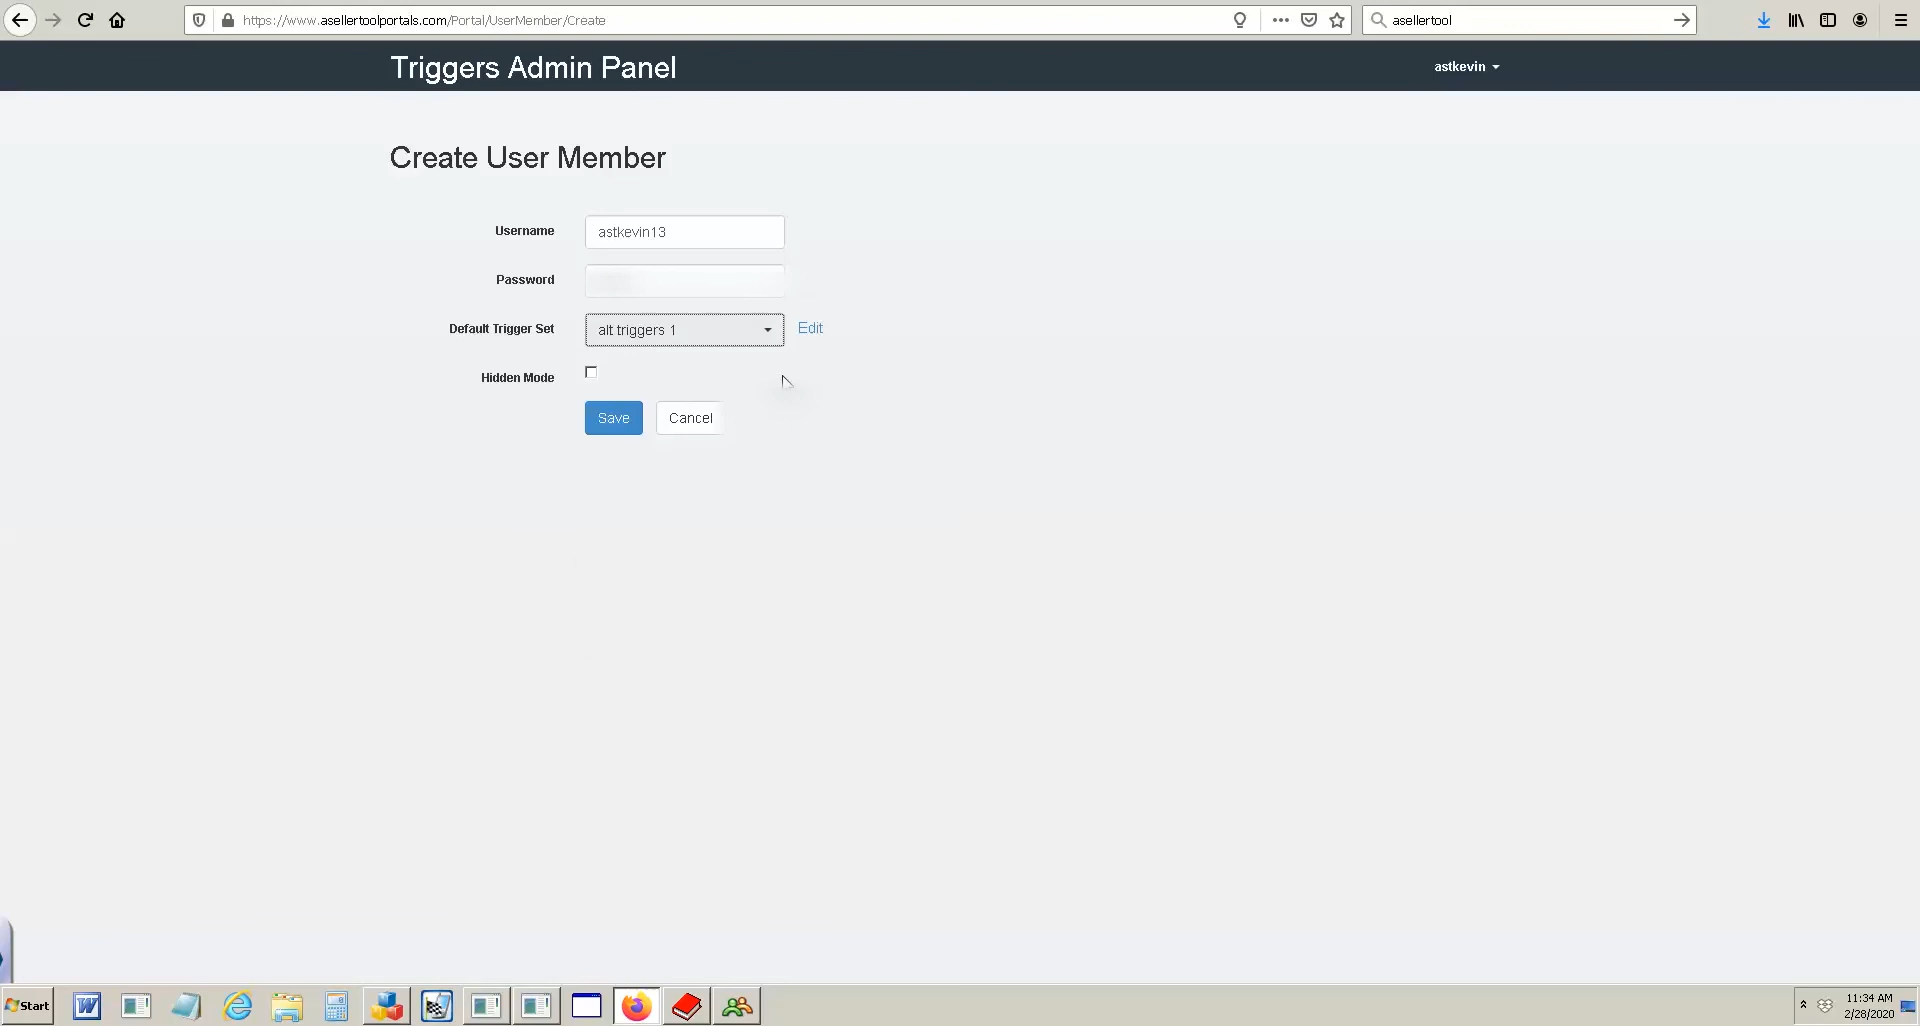 https://www.asellertoolportals.com/Portal/UserMember/Create
asellertool
Triggers Admin Panel
astkevin
Create User Member
Username
astkevin13
Password
Default Trigger Set
alt triggers 1
Edit
Hidden Mode
Save
Cancel
Start
11:34 AM
2/28/2020